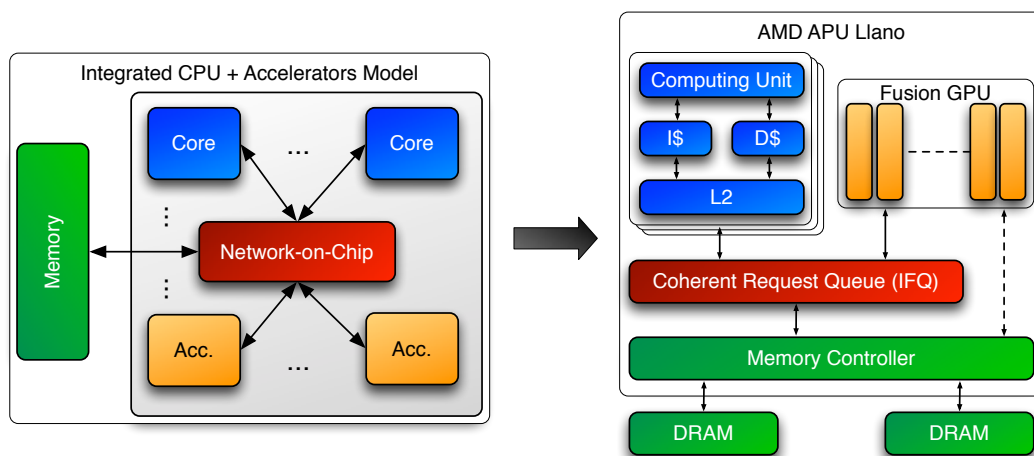 Integrated CPU + Accelerators Model
Memory
Core
...
Core
...
Network-on-Chip
...
Acc.
...
Acc.
AMD APU Llano
Computing Unit
I$
D$
L2
Fusion GPU
Coherent Request Queue (IFQ)
Memory Controller
DRAM
DRAM